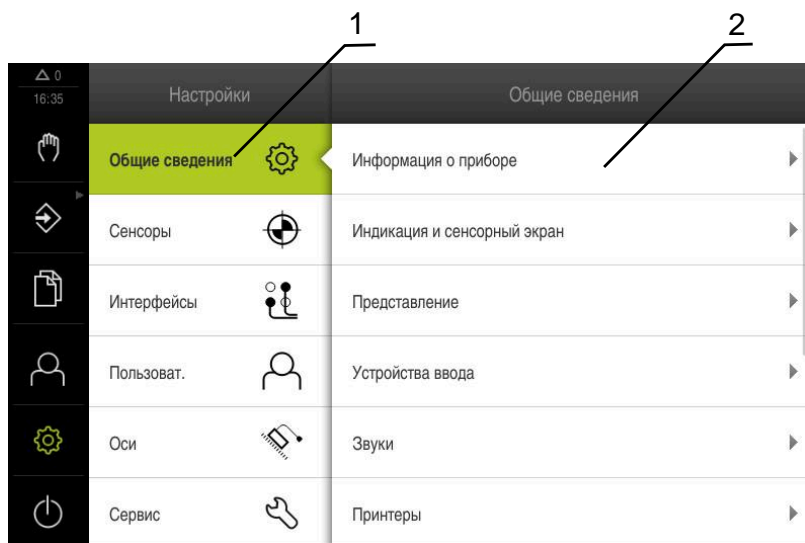 1
2
△ 0
16:35
Настройки
Общие сведения
Общие сведения
Информация о приборе
Сенсоры
Индикация и сенсорный экран
Интерфейсы
Представление
Пользоват.
Устройства ввода
Оси
Звуки
Сервис
Принтеры